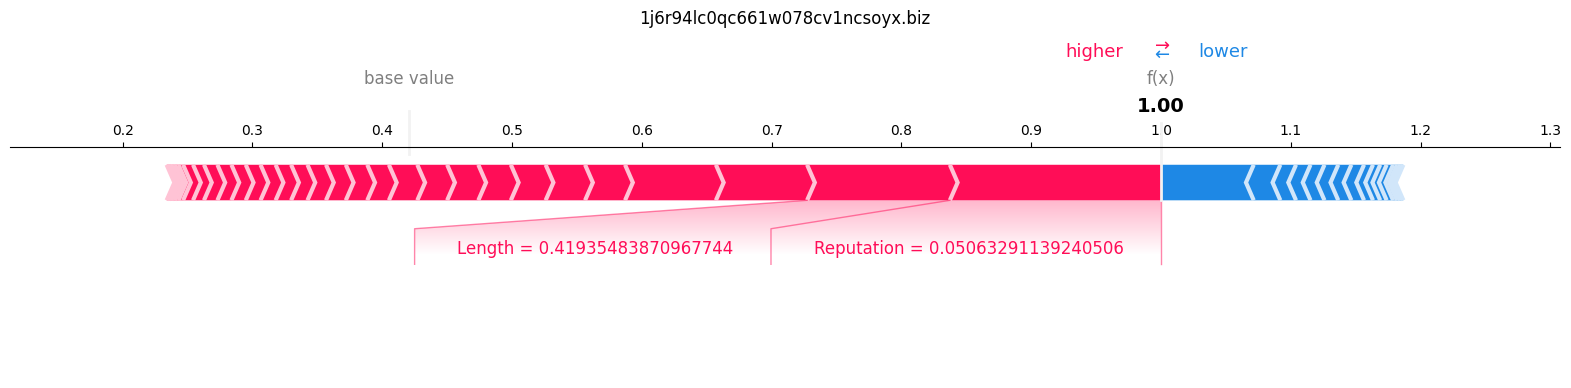 1j6r94lc0qc661w078cv1ncsoyx.biz
higher ⇄ lower
base value f(x)
1.00
0.2 0.3 0.4 0.5 0.6 0.7 0.8 0.9 1.0 1.1 1.2 1.3
Length = 0.41935483870967744 Reputation = 0.05063291139240506